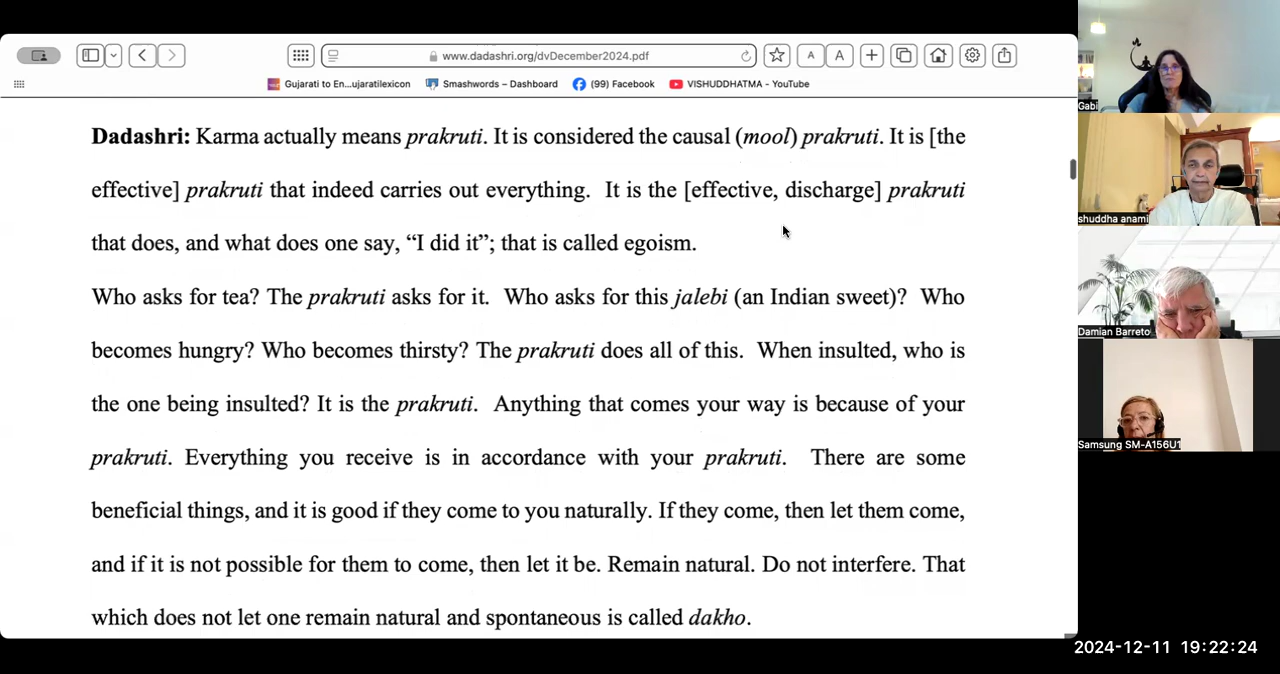 www.dadashri.org/dvDecember2024.pdf
A
A
Gujarati to En...ujaratilexicon
Smashwords – Dashboard
(99) Facebook
VISHUDDHATMA - YouTube
Dadashri: Karma actually means prakruti. It is considered the causal (mool) prakruti. It is [the
effective] prakruti that indeed carries out everything. It is the [effective, discharge] prakruti
that does, and what does one say, “I did it”; that is called egoism.
Who asks for tea? The prakruti asks for it. Who asks for this jalebi (an Indian sweet)? Who
becomes hungry? Who becomes thirsty? The prakruti does all of this. When insulted, who is
the one being insulted? It is the prakruti. Anything that comes your way is because of your
prakruti. Everything you receive is in accordance with your prakruti. There are some
beneficial things, and it is good if they come to you naturally. If they come, then let them come,
and if it is not possible for them to come, then let it be. Remain natural. Do not interfere. That
which does not let one remain natural and spontaneous is called dakho.
Gabi
shuddha anami
Damian Barreto
Samsung SM-A156U1
2024-12-11 19:22:24